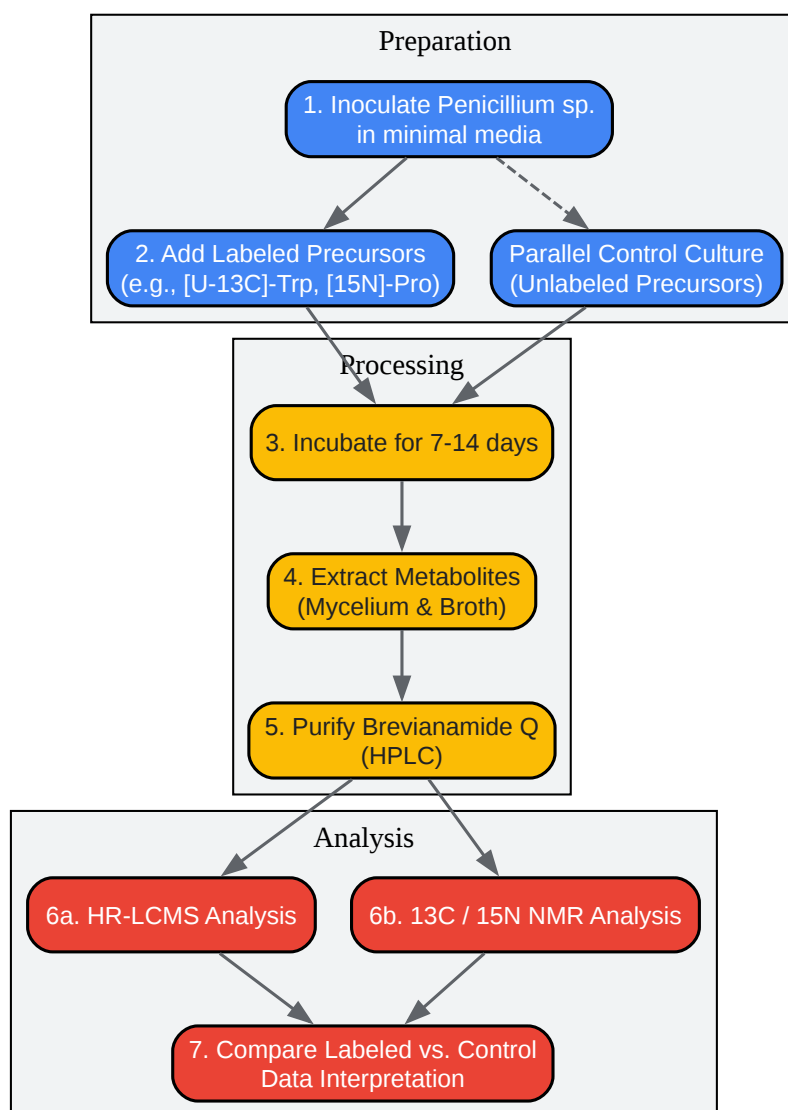 Preparation
1. Inoculate Penicillium sp.
in minimal media
2. Add Labeled Precursors
(e.g., [U-13C]-Trp, [15N]-Pro)
Parallel Control Culture
(Unlabeled Precursors)
Processing
3. Incubate for 7-14 days
4. Extract Metabolites
(Mycelium & Broth)
5. Purify Brevianamide Q
(HPLC)
Analysis
6a. HR-LCMS Analysis
6b. 13C / 15N NMR Analysis
7. Compare Labeled vs. Control
Data Interpretation